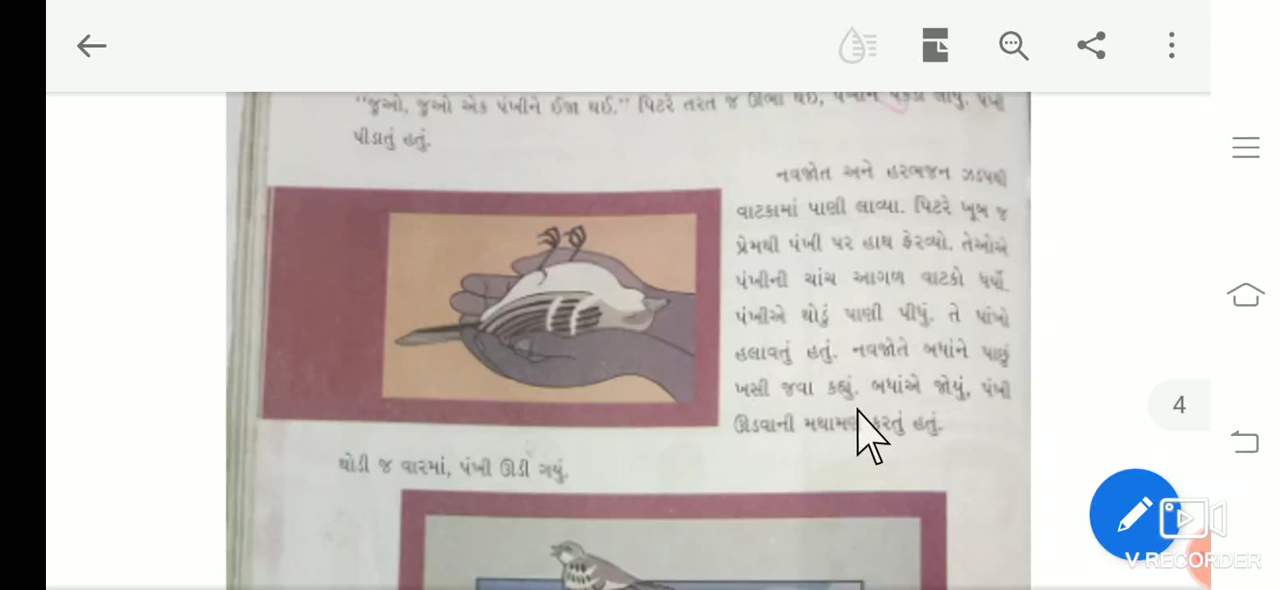 "જુઓ, જુઓ એક પંખીને ઈજા થઈ." પિટરે તરત જ ઊભા થઈ, પંખીને પકડી લીધું. પંખી
પીડાતું હતું.
નવજોત અને હરભજન ઝડપથી
વાટકામાં પાણી લાવ્યા. પિટરે ખૂબ જ
પ્રેમથી પંખી પર હાથ ફેરવ્યો. તેઓએ
પંખીની ચાંચ આગળ વાટકો ધર્યો.
પંખીએ થોડું પાણી પીધું. તે પાંખો
હલાવતું હતું. નવજોતે બધાંને પાછું
ખસી જવા કહ્યું. બધાંએ જોયું, પંખી
ઊડવાની મથામણ કરતું હતું.
થોડી જ વારમાં, પંખી ઊડી ગયું.
4
V RECORDER